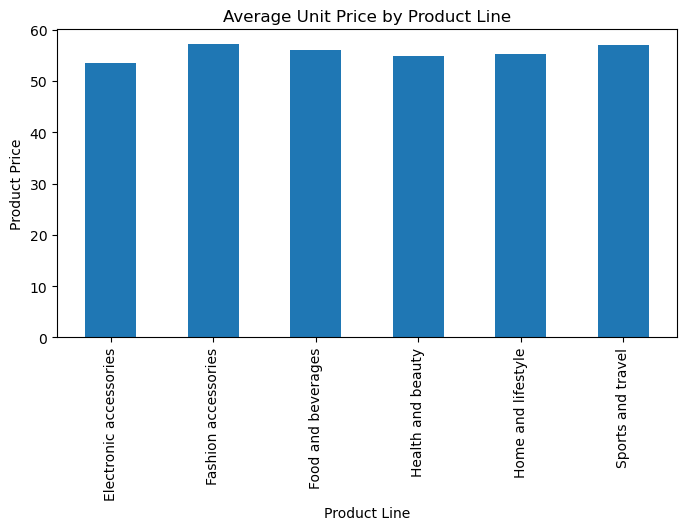 Average Unit Price by Product Line
Product Price
60
50
40
30
20
10
0
Electronic accessories
Fashion accessories
Food and beverages
Health and beauty
Home and lifestyle
Sports and travel
Product Line